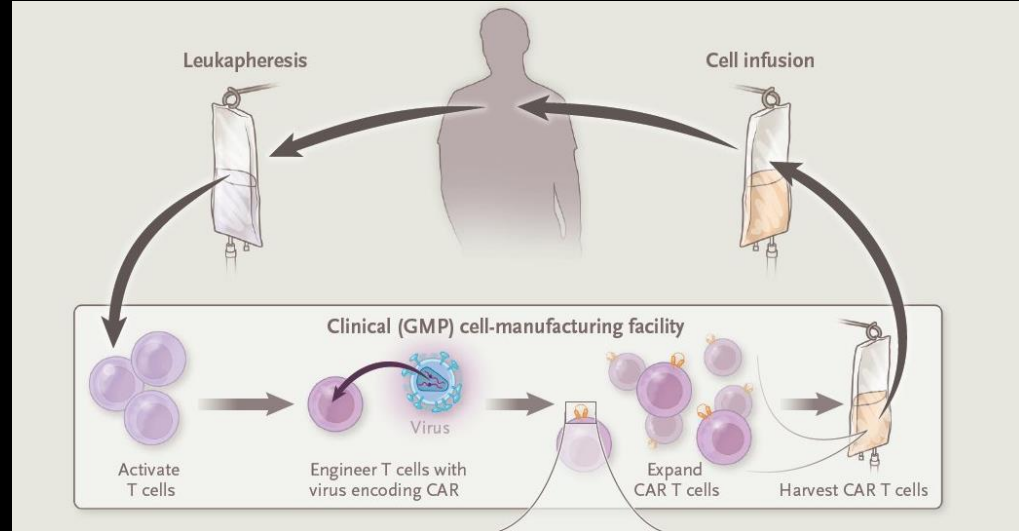 Leukapheresis
Cell infusion
Clinical (GMP) cell-manufacturing facility
Virus
Activate
T cells
Engineer T cells with
virus encoding CAR
Expand
CAR T cells
Harvest CAR T cells